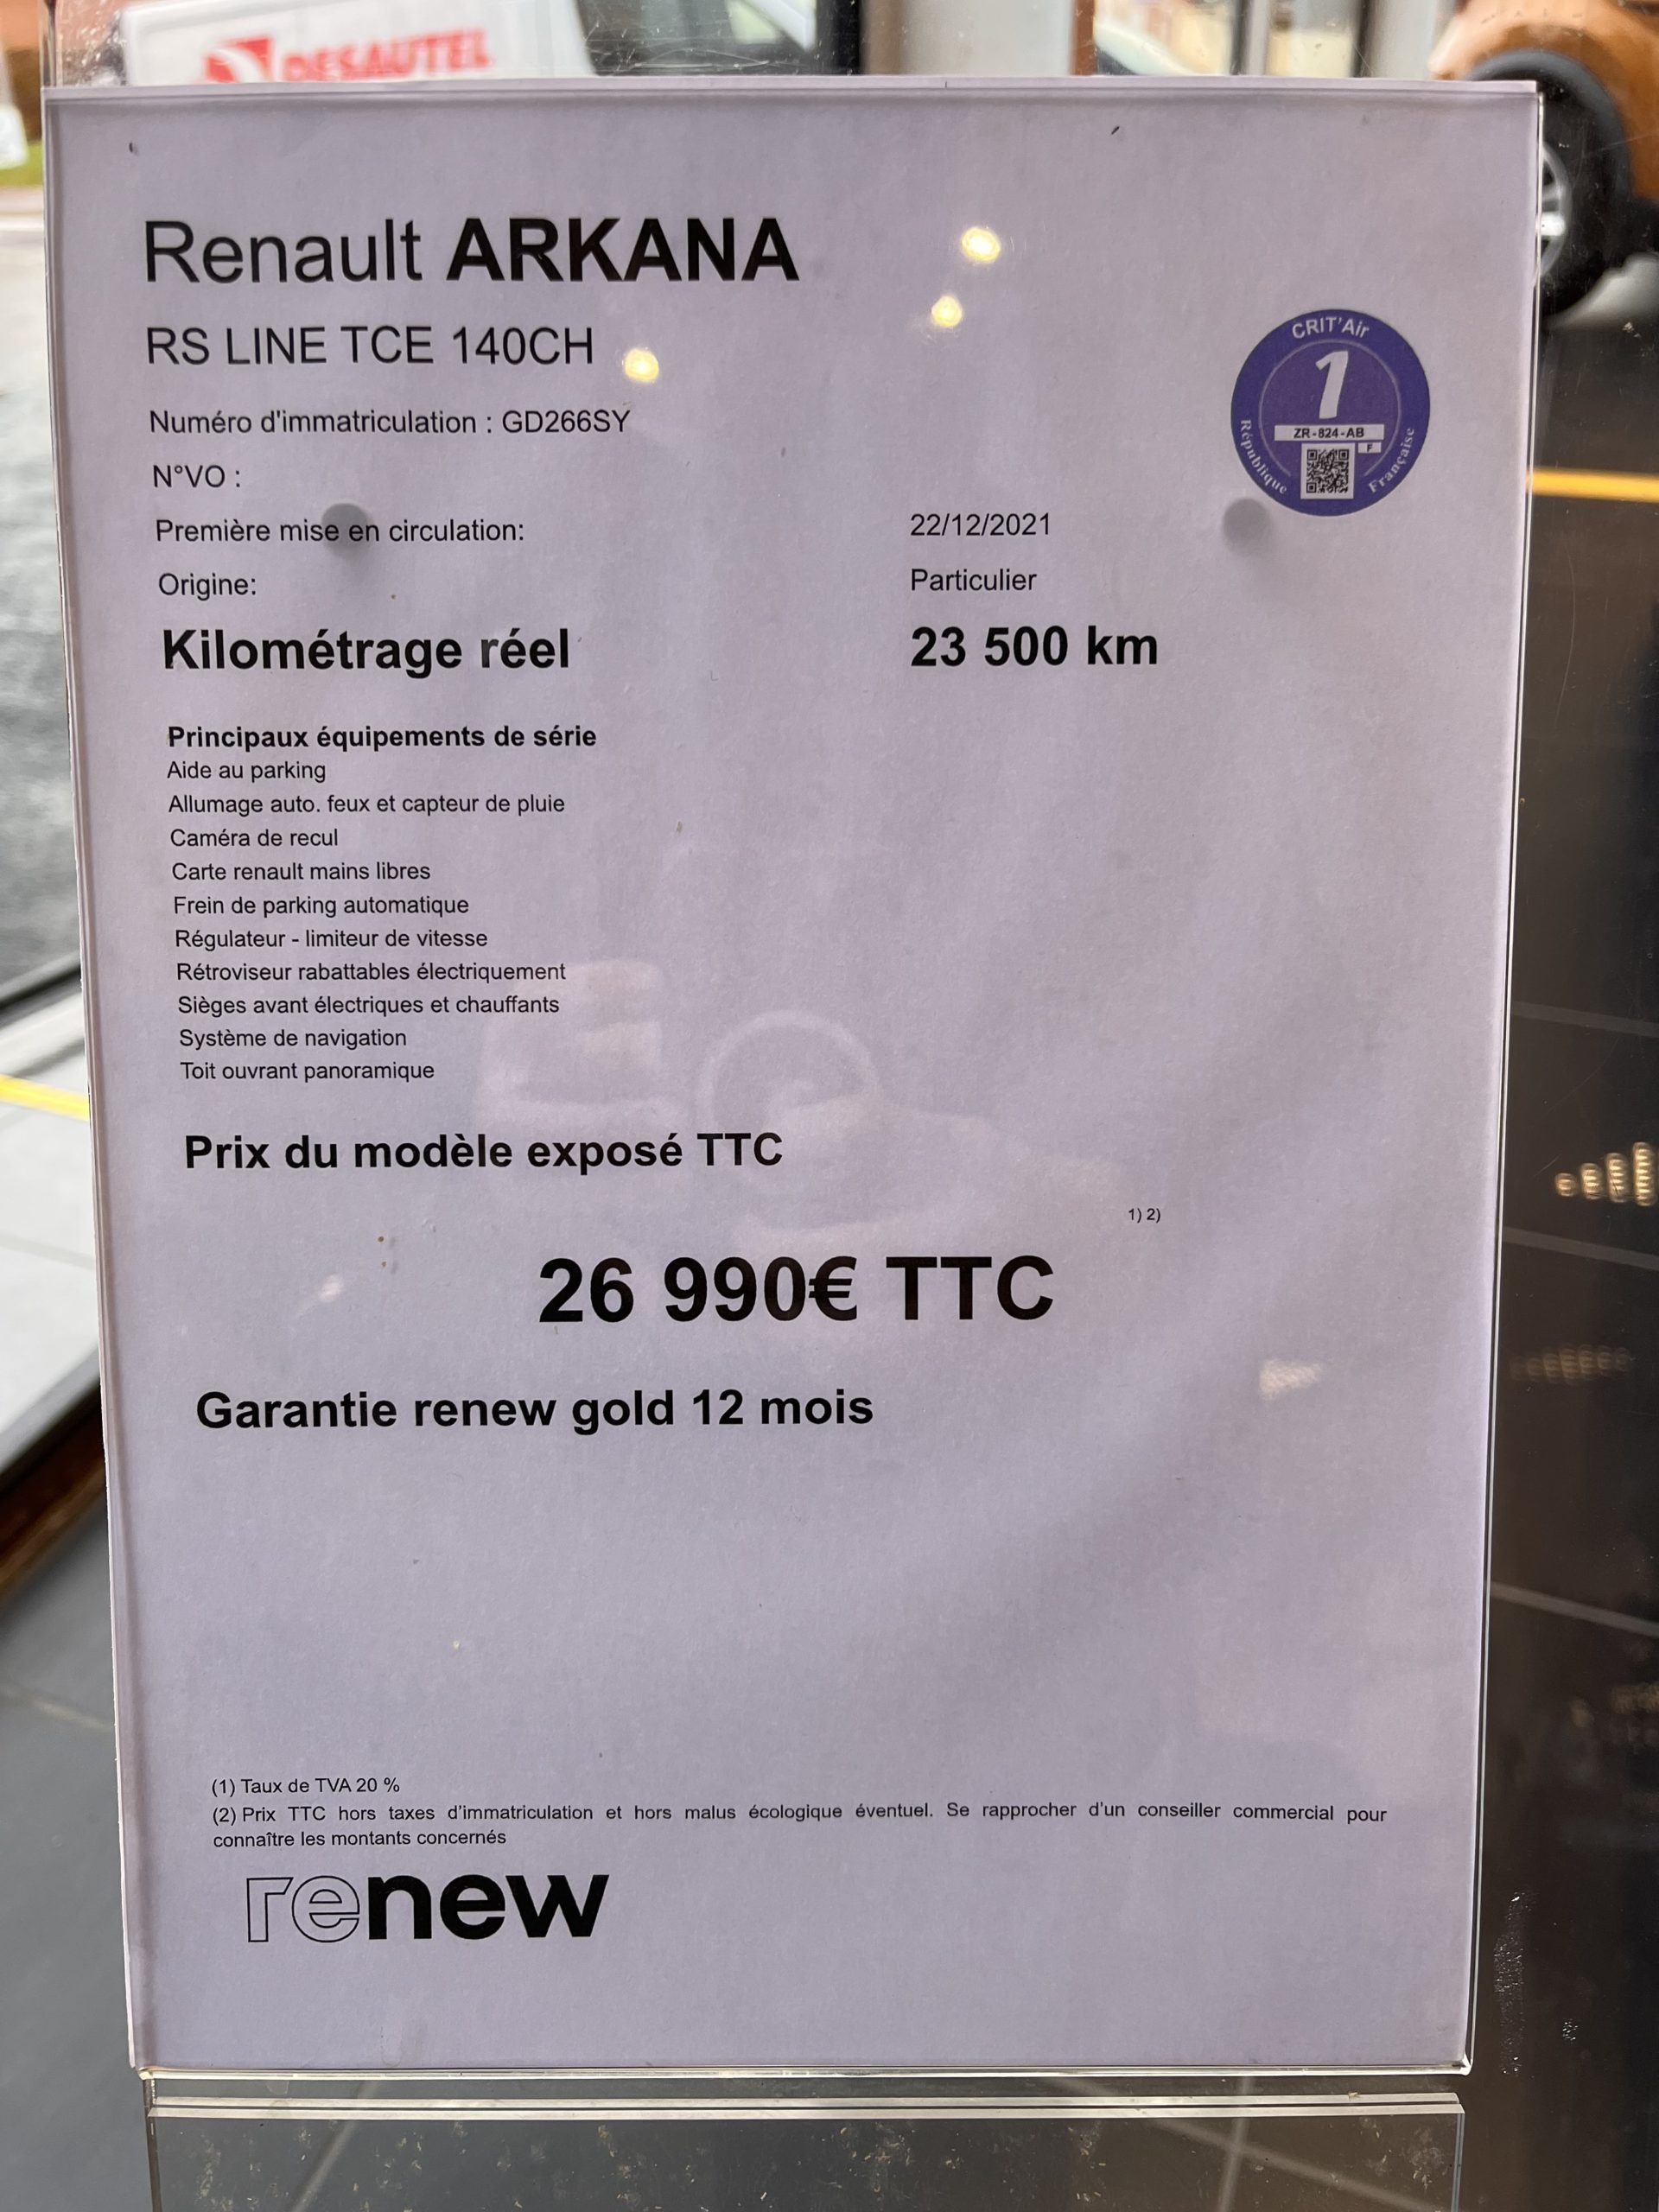 DESAUTEL
Renault ARKANA
RS LINE TCE 140CH
CRIT'Air
1
ZR-824-AB
F
République Française
Numéro d'immatriculation : GD266SY
N°VO :
Première mise en circulation: 22/12/2021
Origine: Particulier
Kilométrage réel 23 500 km
Principaux équipements de série
Aide au parking
Allumage auto. feux et capteur de pluie
Caméra de recul
Carte renault mains libres
Frein de parking automatique
Régulateur - limiteur de vitesse
Rétroviseur rabattables électriquement
Sièges avant électriques et chauffants
Système de navigation
Toit ouvrant panoramique
Prix du modèle exposé TTC
1) 2)
26 990€ TTC
Garantie renew gold 12 mois
(1) Taux de TVA 20 %
(2) Prix TTC hors taxes d'immatriculation et hors malus écologique éventuel. Se rapprocher d'un conseiller commercial pour
connaître les montants concernés
renew